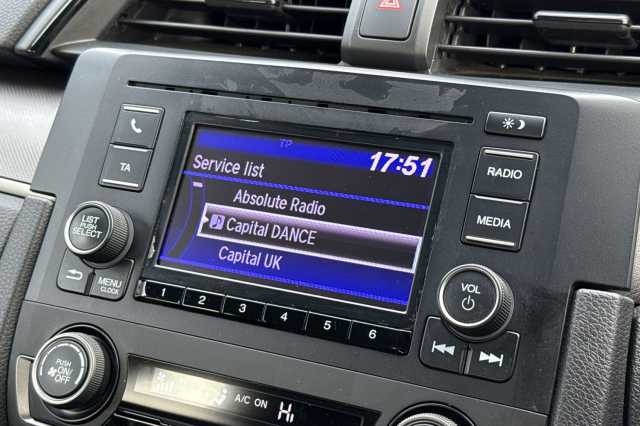 TP
Service list 17:51
Absolute Radio
Capital DANCE
Capital UK
TA
LIST
PUSH
SELECT
MENU
CLOCK
1 2 3 4 5 6
RADIO
MEDIA
VOL
PUSH
ON/
OFF
A/C ON Hi